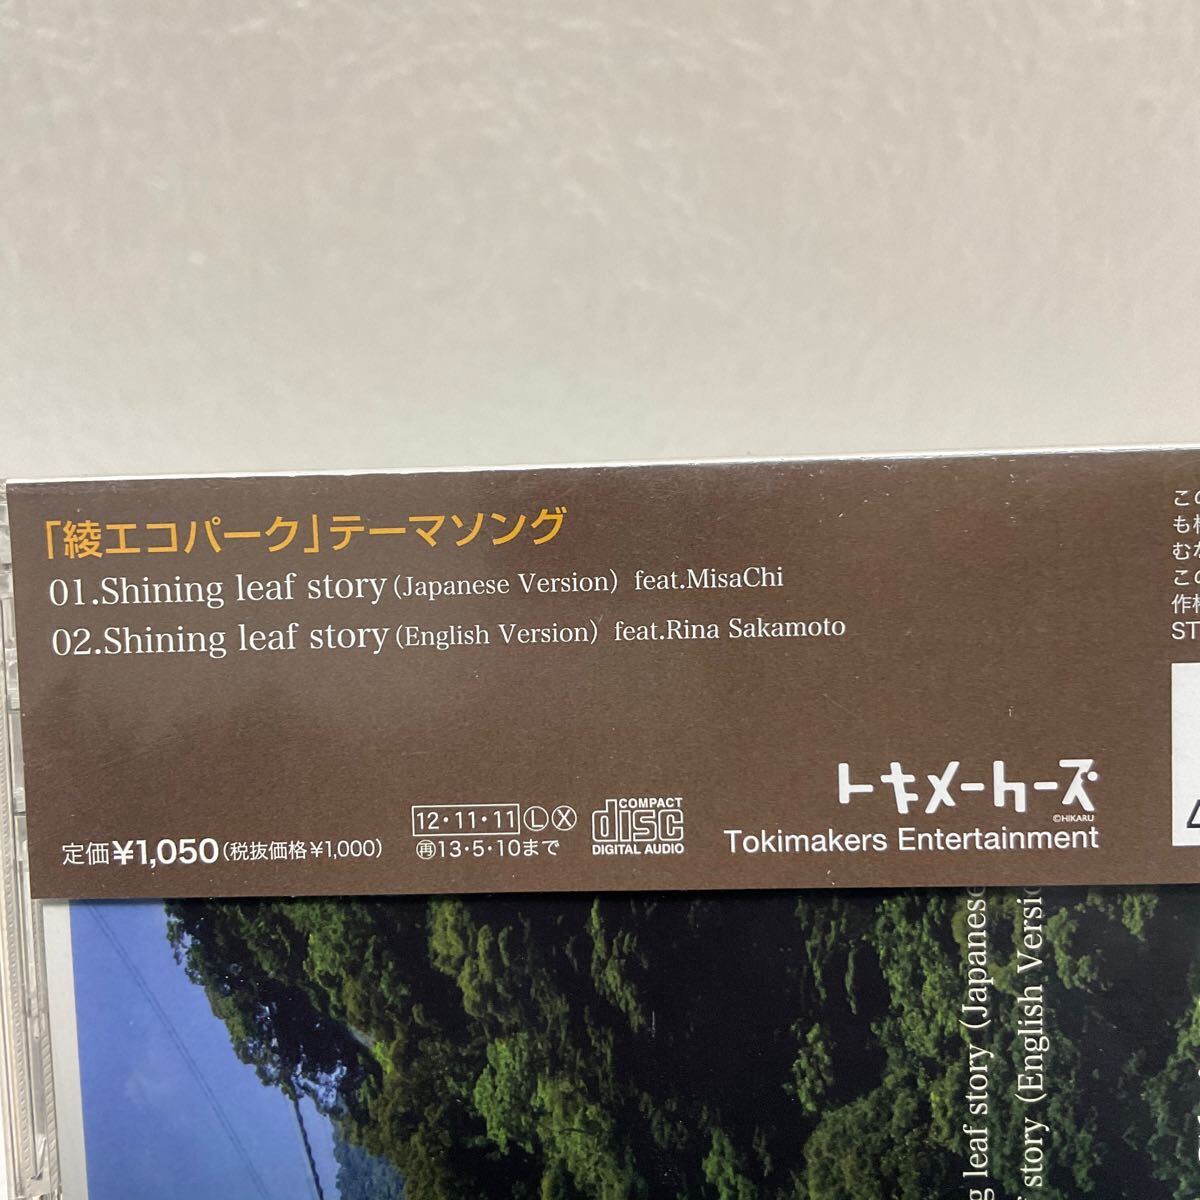 「綾エコパーク」テーマソング
01.Shining leaf story(Japanese Version) feat.MisaChi
02.Shining leaf story(English Version) feat.Rina Sakamoto
定価¥1,050(税抜価格¥1,000)
12・11・11 Ⓛ Ⓧ
㊢13・5・10まで
COMPACT
disc
DIGITAL AUDIO
トキメーカーズ
©HIKARU
Tokimakers Entertainment
この
も
むな
この
作
ST
leaf story (Japanese
story (English Versio